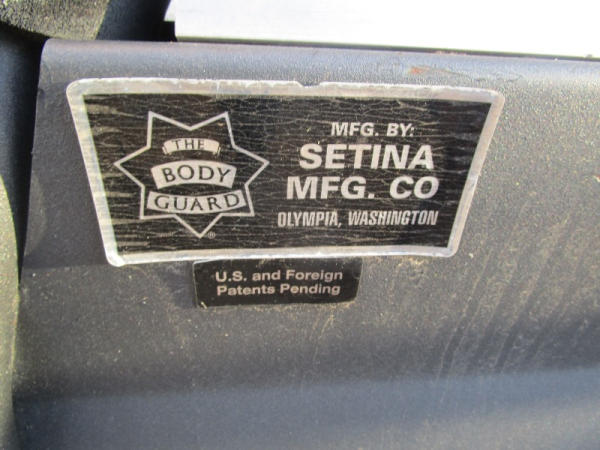 THE
BODY
GUARD
®
MFG. BY:
SETINA
MFG. CO
OLYMPIA, WASHINGTON
U.S. and Foreign
Patents Pending